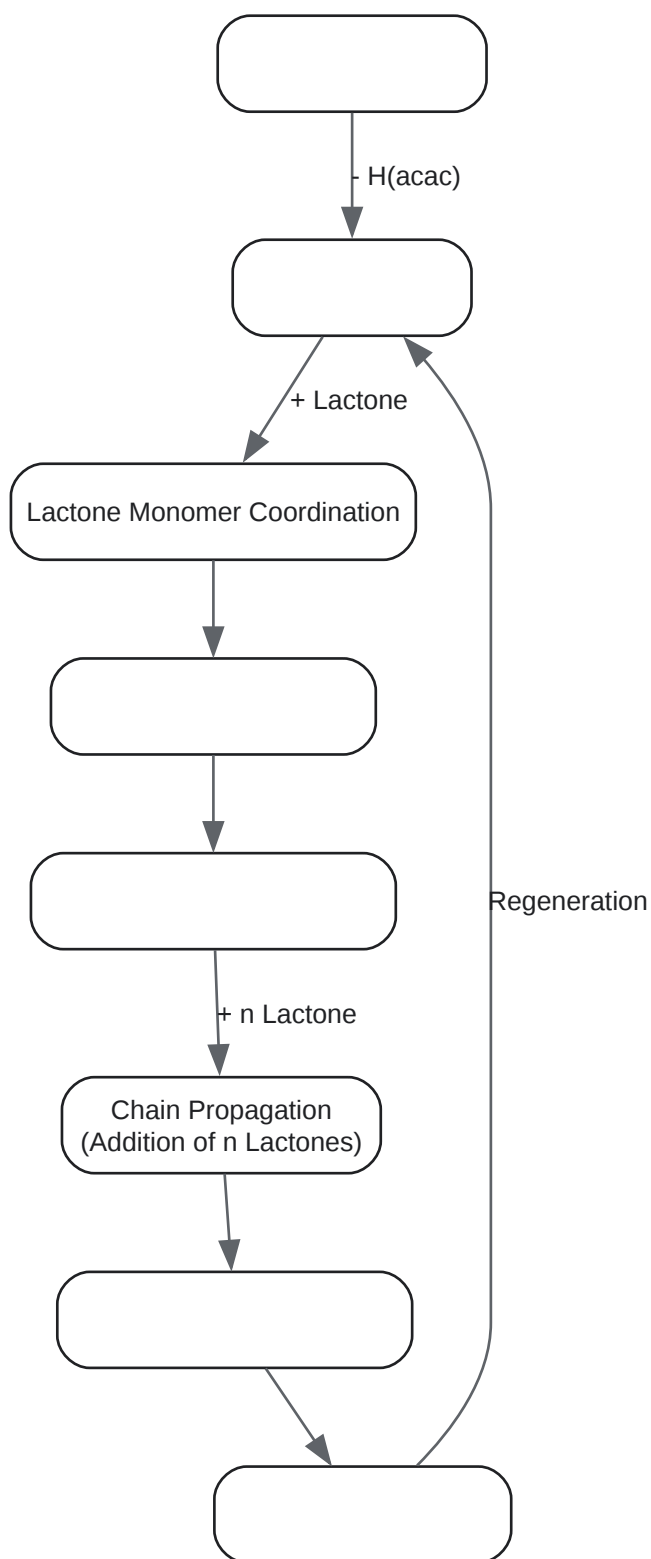 - H(acac)
+ Lactone
Lactone Monomer Coordination
Regeneration
+ n Lactone
Chain Propagation
(Addition of n Lactones)